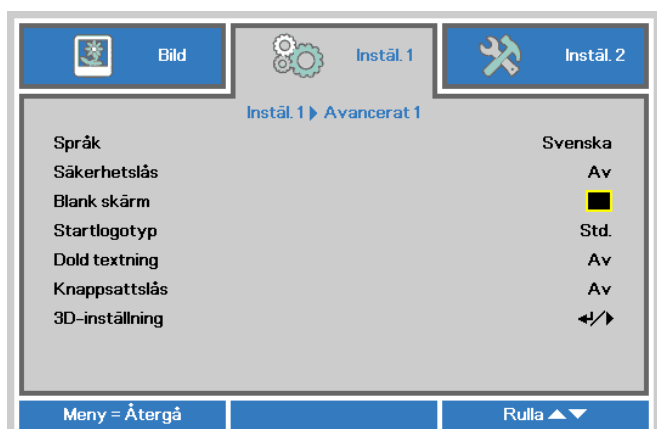 Bild
Instäl. 1
Instäl. 2
Instäl. 1 Avancerat 1
Språk Svenska
Säkerhetslås Av
Blank skärm
Startlogotyp Std.
Dold textning Av
Knappsattslås Av
3D-inställning
Meny = Återgå
Rulla